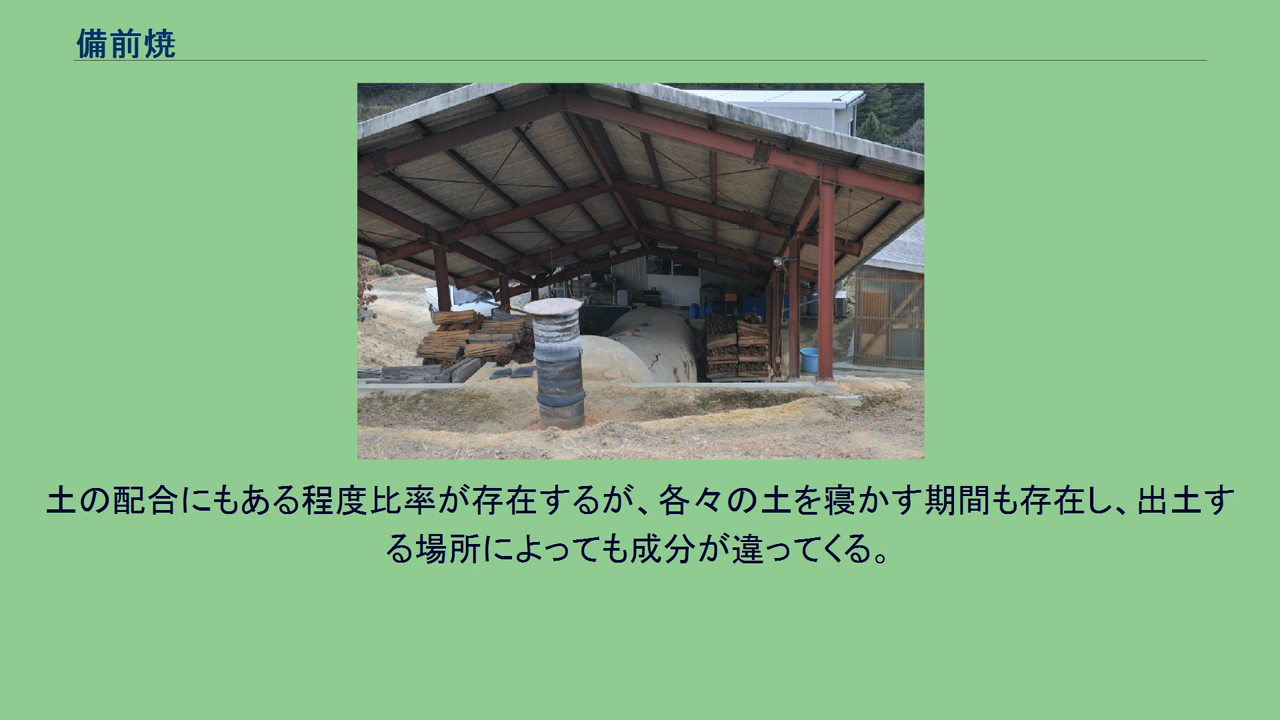 備前焼
土の配合にもある程度比率が存在するが、各々の土を寝かす期間も存在し、出土す
る場所によっても成分が違ってくる。